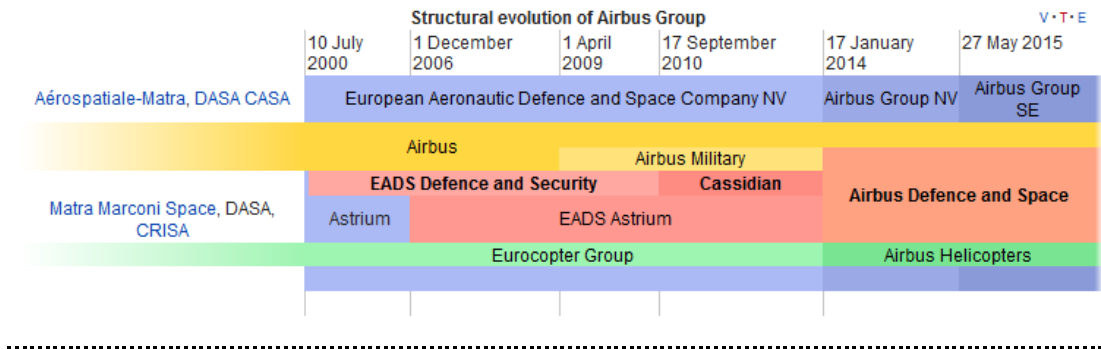 Structural evolution of Airbus Group
V · T · E
10 July 2000
1 December 2006
1 April 2009
17 September 2010
17 January 2014
27 May 2015
Aérospatiale-Matra, DASA CASA
European Aeronautic Defence and Space Company NV
Airbus Group NV
Airbus Group SE
Airbus
Airbus Military
EADS Defence and Security
Cassidian
Airbus Defence and Space
Matra Marconi Space, DASA, CRISA
Astrium
EADS Astrium
Eurocopter Group
Airbus Helicopters